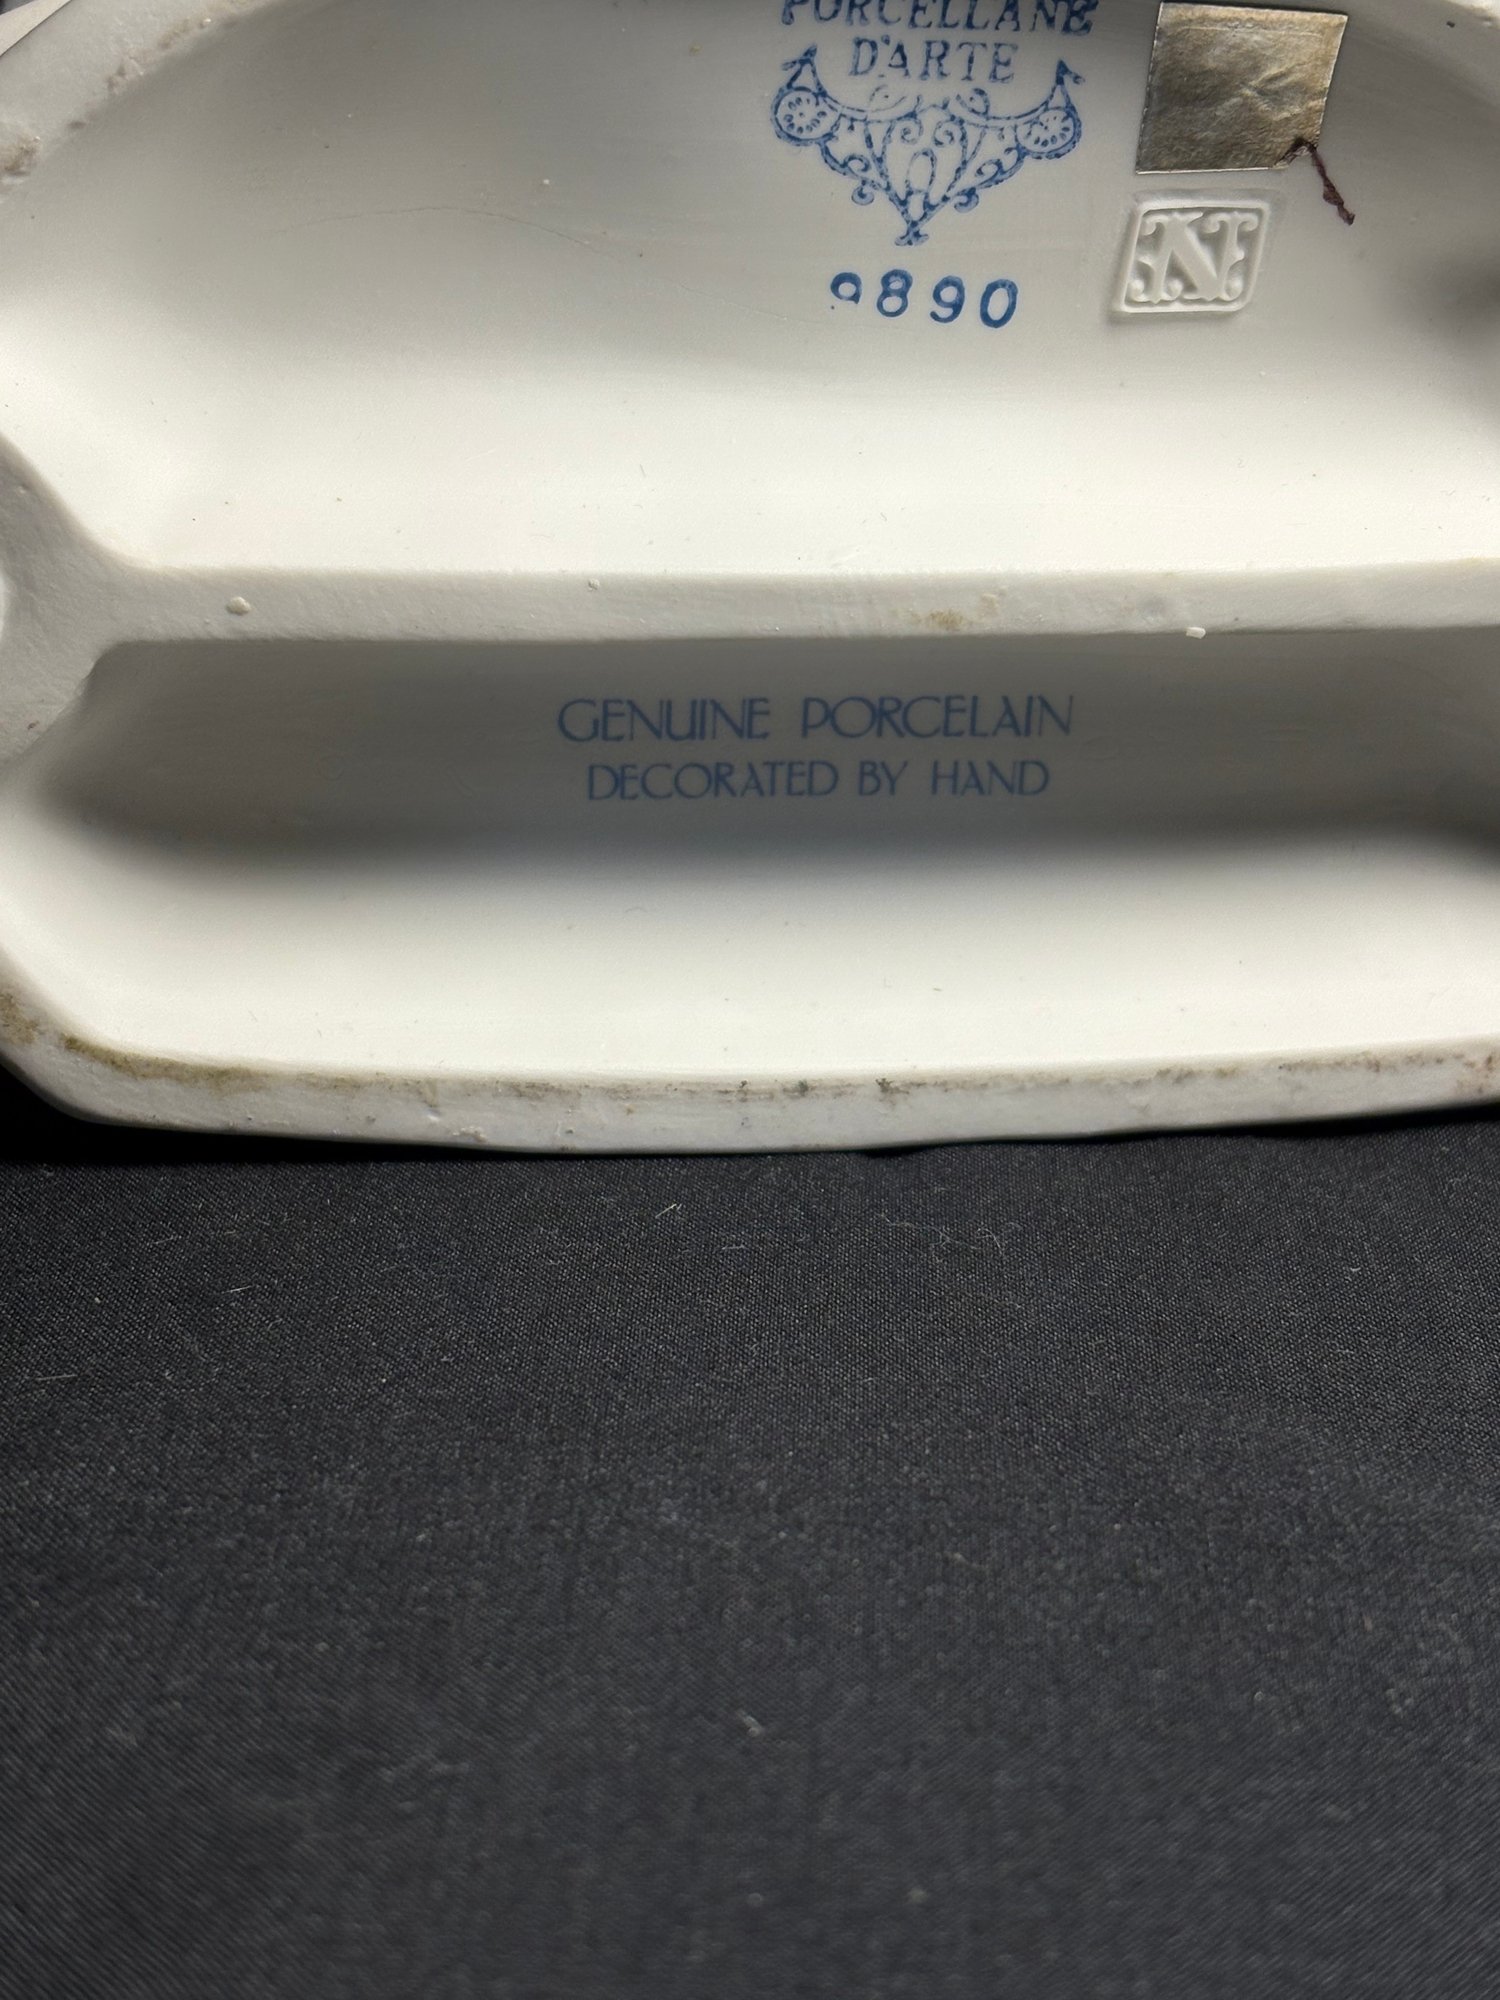 PORCELLANE
D'ARTE
9890
N
GENUINE PORCELAIN
DECORATED BY HAND